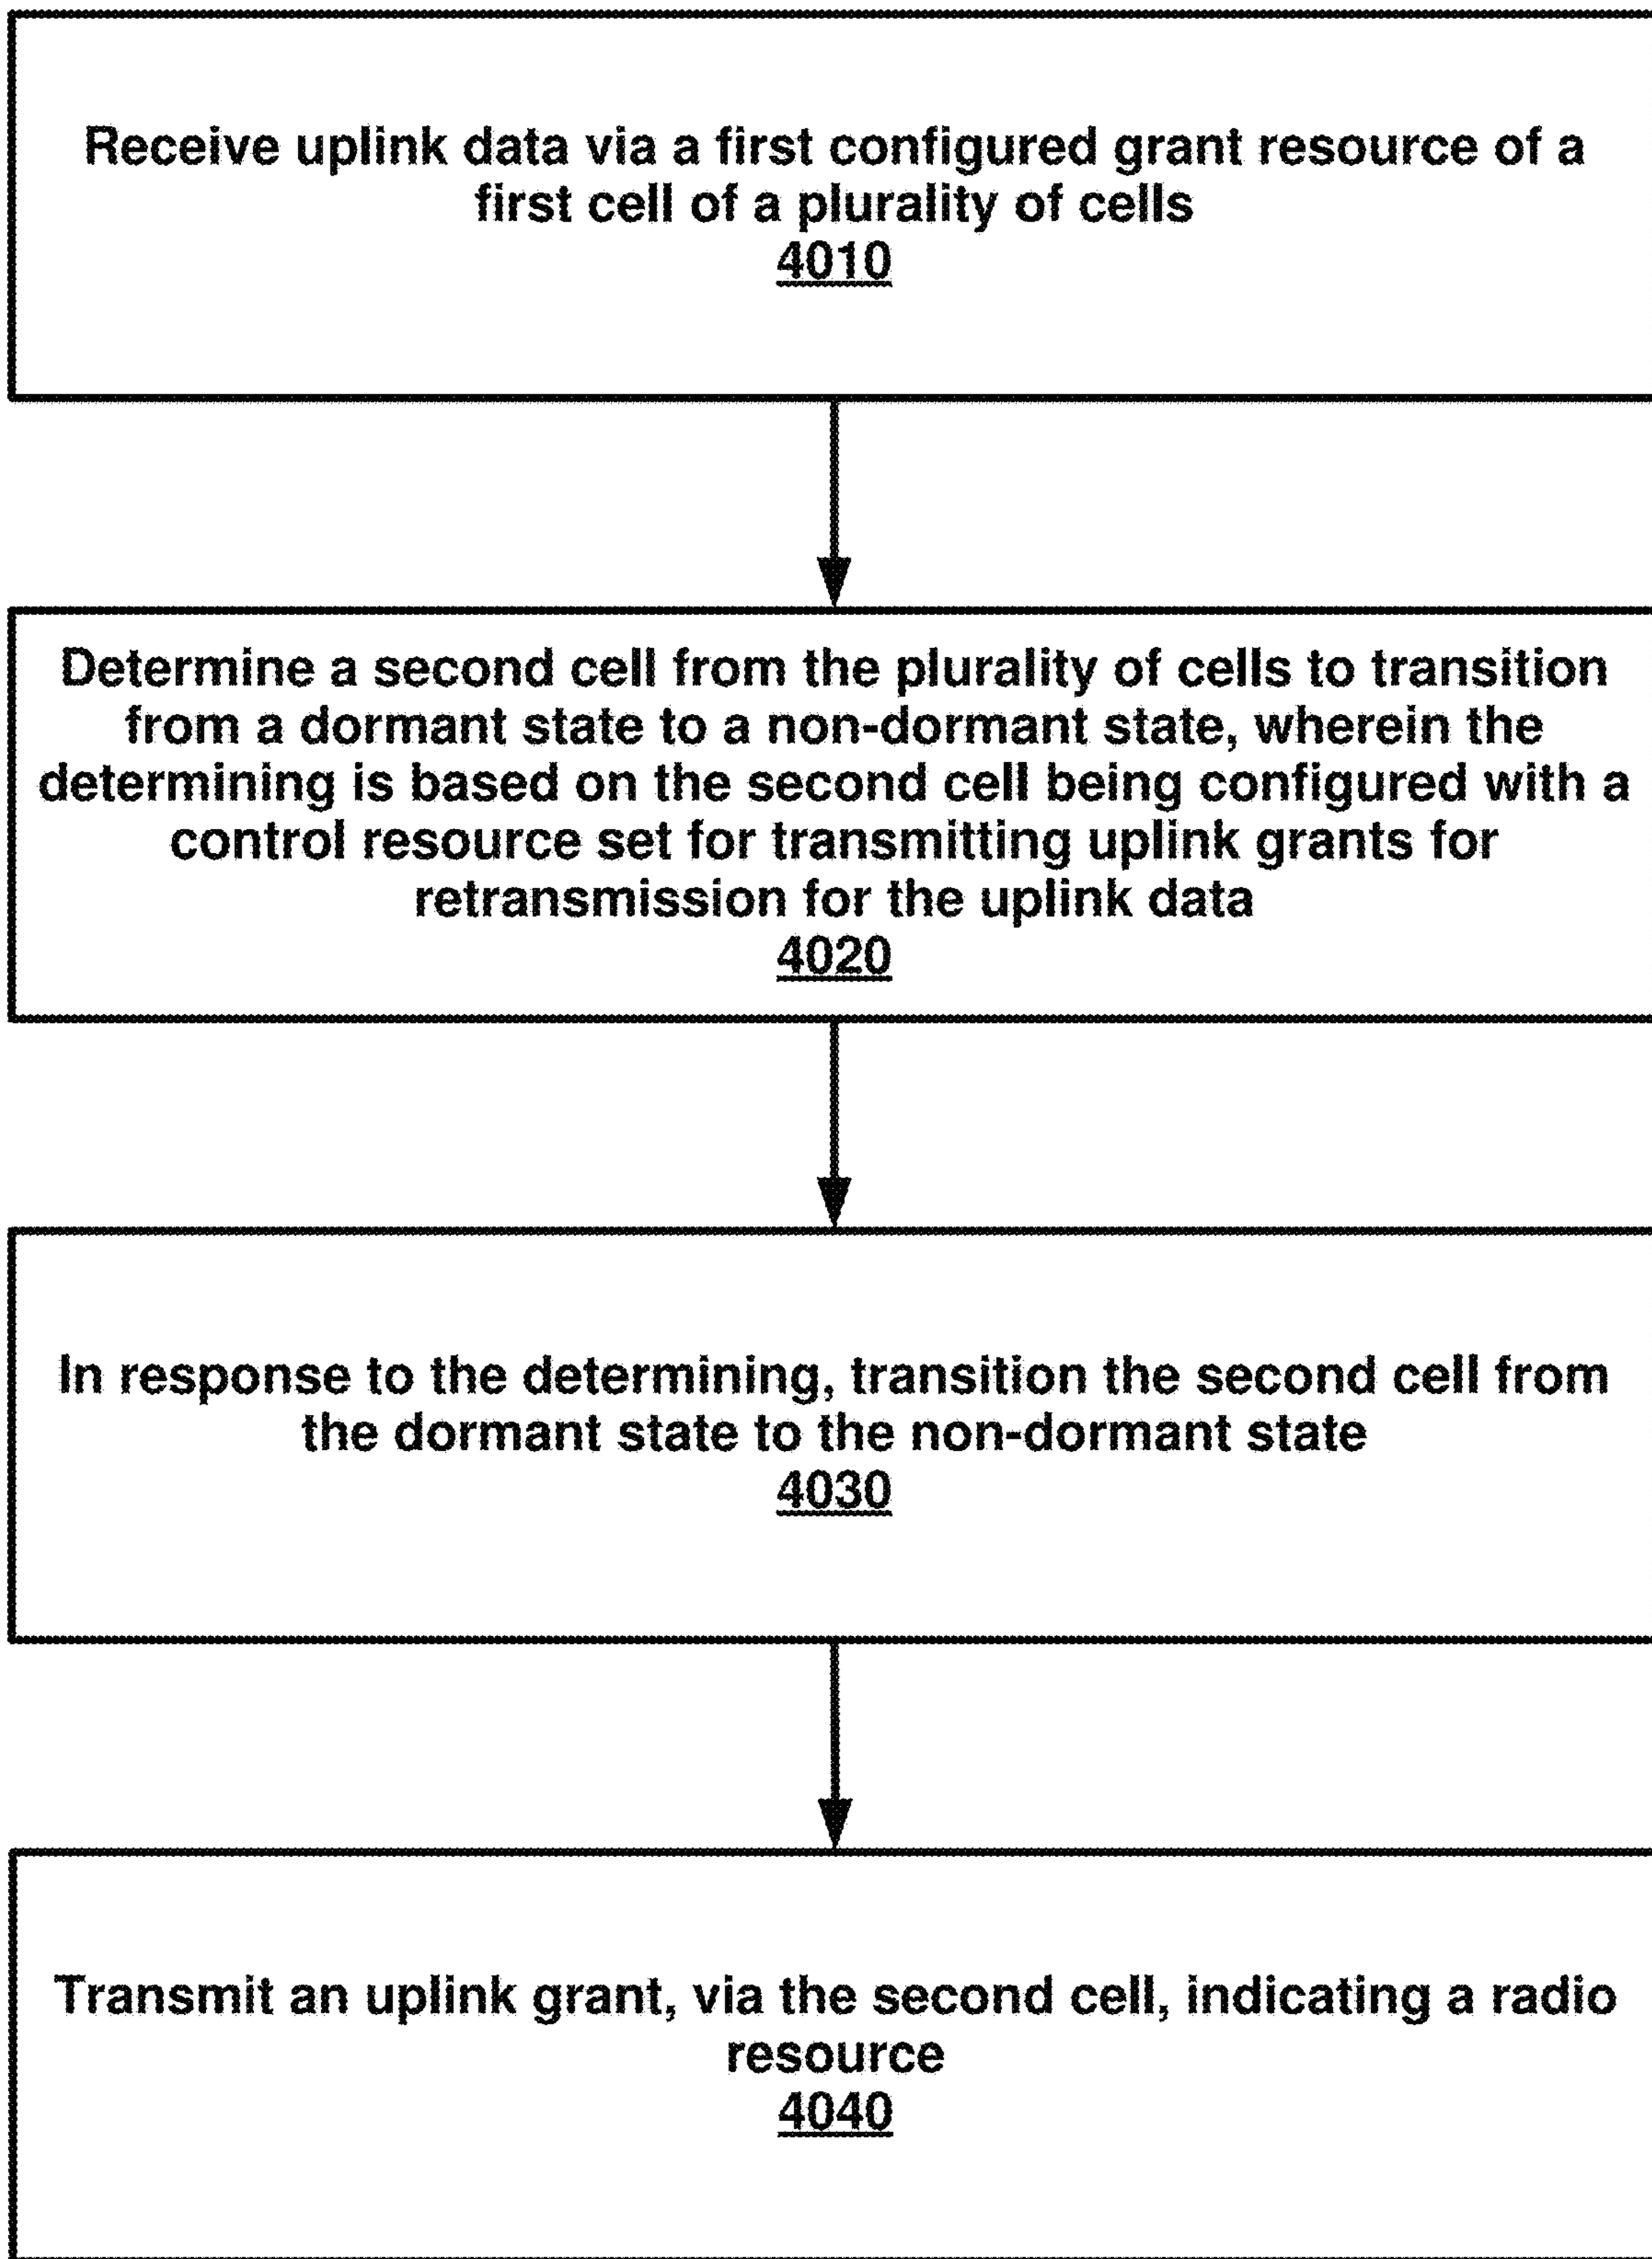 Receive uplink data via a first configured grant resource of a
first cell of a plurality of cells
4010
Determine a second cell from the plurality of cells to transition
from a dormant state to a non-dormant state, wherein the
determining is based on the second cell being configured with a
control resource set for transmitting uplink grants for
retransmission for the uplink data
4020
In response to the determining, transition the second cell from
the dormant state to the non-dormant state
4030
Transmit an uplink grant, via the second cell, indicating a radio
resource
4040